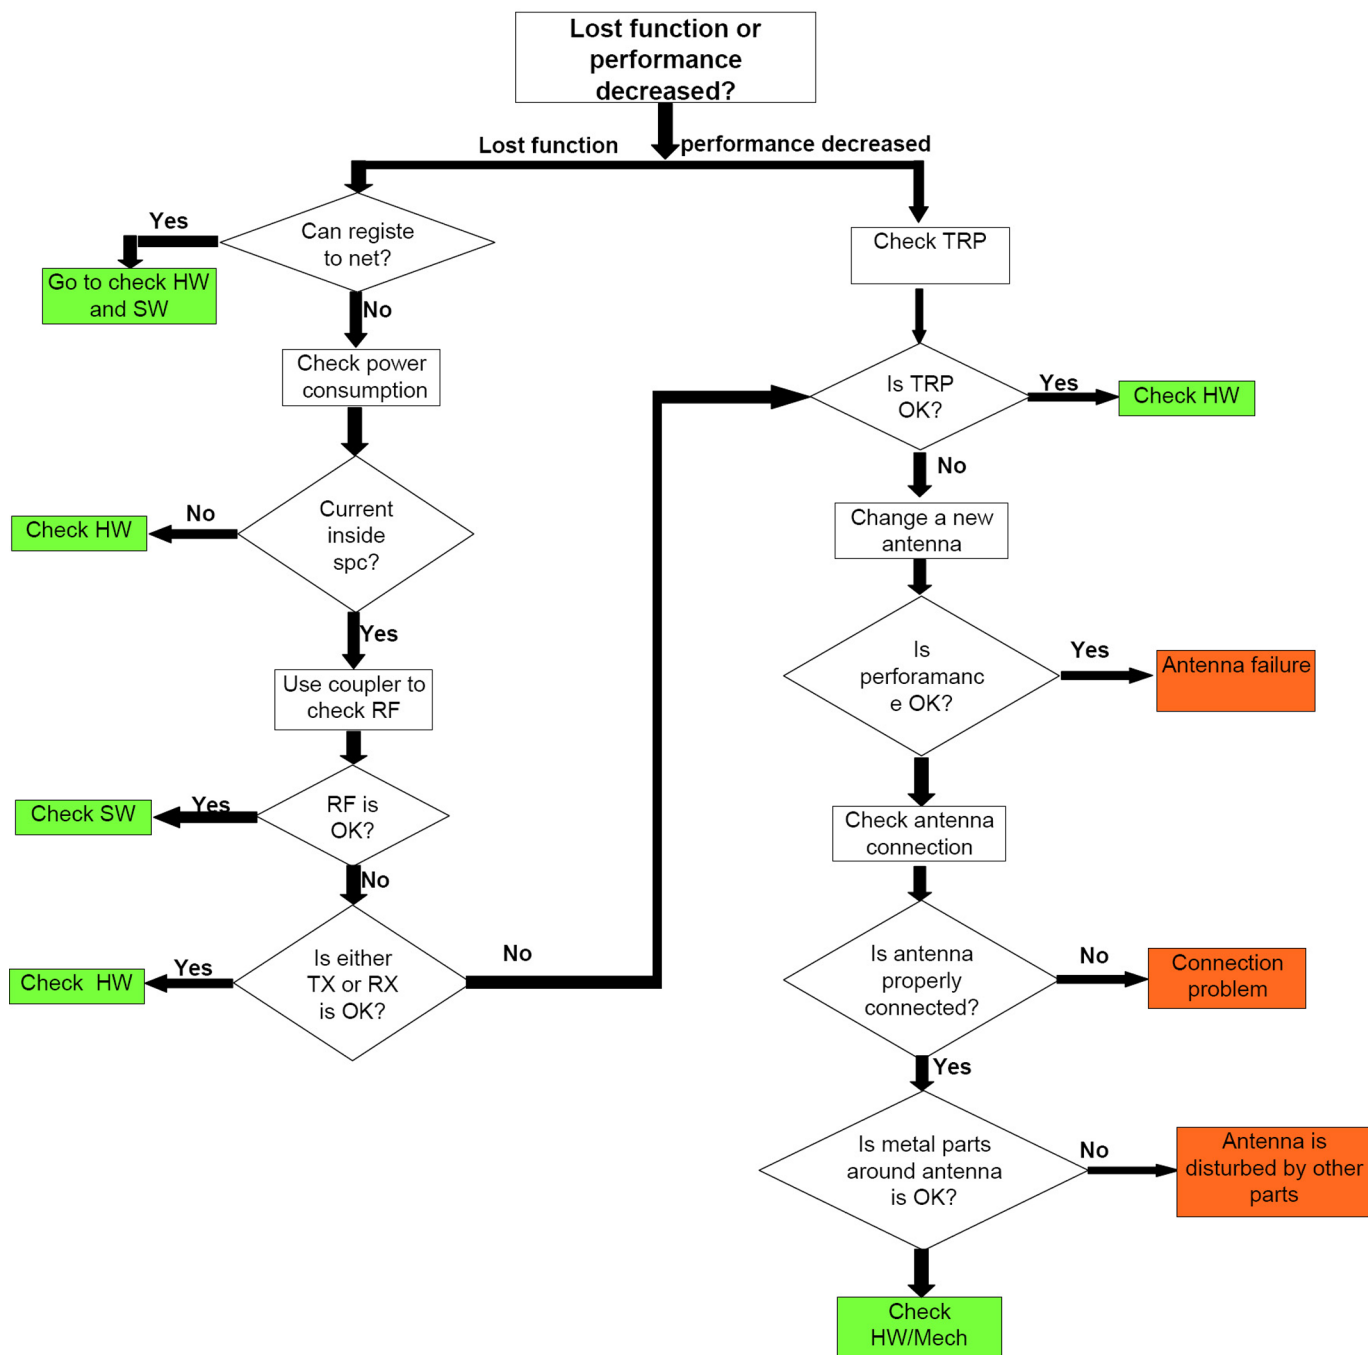 Lost function or
performance
decreased?
Lost function
performance decreased
Yes
Can registe
to net?
Go to check HW
and SW
No
Check power
consumption
No
Current
inside
spc?
Check HW
Yes
Use coupler to
check RF
Yes
RF is
OK?
Check SW
No
Yes
Is either
TX or RX
is OK?
Check  HW
No
Check TRP
Is TRP
OK?
Yes
Check HW
No
Change a new
antenna
Is
perforamanc
e OK?
Yes
Antenna failure
Check antenna
connection
Is antenna
properly
connected?
No
Connection
problem
Yes
Is metal parts
around antenna
is OK?
No
Antenna is
disturbed by other
parts
Check
HW/Mech